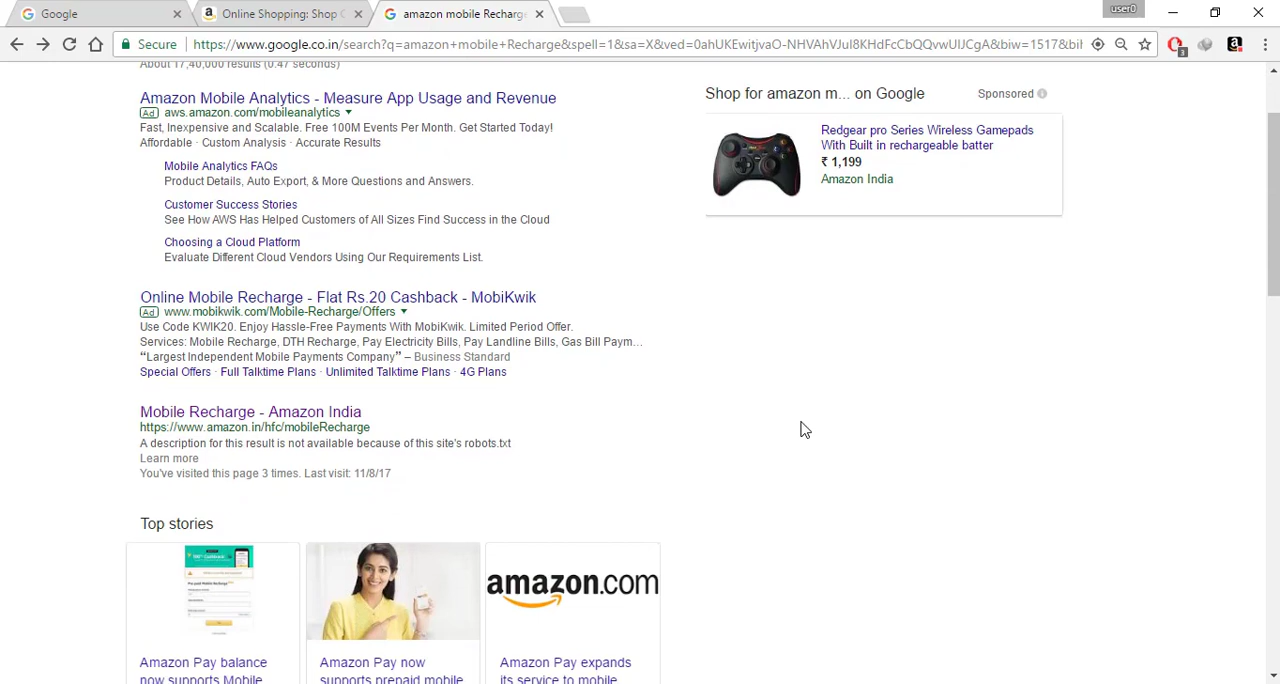 Google
Online Shopping: Shop
amazon mobile Recharge
user0
Secure
https://www.google.co.in/search?q=amazon+mobile+Recharge&spell=1&sa=X&ved=0ahUKEwitjvaO-NHVAhVJul8KHdFcCbQQvwUIJCgA&biw=1517&bih
3
About 17,40,000 results (0.47 seconds)
Amazon Mobile Analytics - Measure App Usage and Revenue
Ad aws.amazon.com/mobileanalytics
Fast, Inexpensive and Scalable. Free 100M Events Per Month. Get Started Today!
Affordable · Custom Analysis · Accurate Results
Mobile Analytics FAQs
Product Details, Auto Export, & More Questions and Answers.
Customer Success Stories
See How AWS Has Helped Customers of All Sizes Find Success in the Cloud
Choosing a Cloud Platform
Evaluate Different Cloud Vendors Using Our Requirements List.
Online Mobile Recharge - Flat Rs.20 Cashback - MobiKwik
Ad www.mobikwik.com/Mobile-Recharge/Offers
Use Code KWIK20. Enjoy Hassle-Free Payments With MobiKwik. Limited Period Offer.
Services: Mobile Recharge, DTH Recharge, Pay Electricity Bills, Pay Landline Bills, Gas Bill Paym...
“Largest Independent Mobile Payments Company” – Business Standard
Special Offers · Full Talktime Plans · Unlimited Talktime Plans · 4G Plans
Mobile Recharge - Amazon India
https://www.amazon.in/hfc/mobileRecharge
A description for this result is not available because of this site's robots.txt
Learn more
You've visited this page 3 times. Last visit: 11/8/17
Top stories
amazon.com
Amazon Pay balance
now supports Mobile
Amazon Pay now
supports prepaid mobile
Amazon Pay expands
its service to mobile
Shop for amazon m... on Google
Sponsored
Redgear pro Series Wireless Gamepads
With Built in rechargeable batter
₹ 1,199
Amazon India